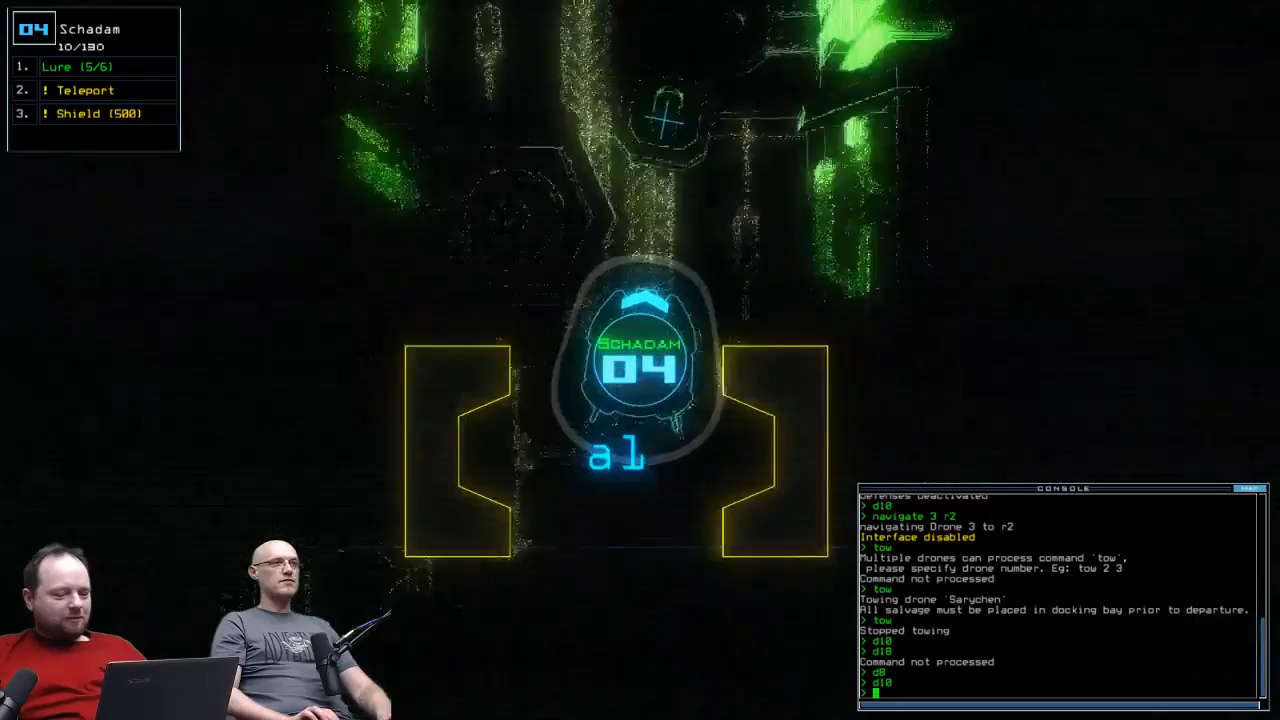 04 Schadam
10/130
1. Lure (5/6)
2. ! Teleport
3. ! Shield (500)
SCHADAM
04
al
CONSOLE
Defenses deactivated
> d10
> navigate 3 r2
navigating Drone 3 to r2
Interface disabled
> tow
Multiple drones can process command 'tow',
please specify drone number. Eg: tow 2 3
Command not processed
> tow
Towing drone 'Sarychen'
All salvage must be placed in docking bay prior to departure.
> tow
Stopped towing
> d10
> d18
Command not processed
> d0
> d10
>